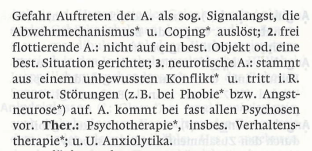 Gefahr Auftreten der A. als sog. Signalangst, die
Abwehrmechanismus* u. Coping* auslöst; 2. frei
flottierende A.: nicht auf ein best. Objekt od. eine
best. Situation gerichtet; 3. neurotische A.: stammt
aus einem unbewussten Konflikt* u. tritt i. R.
neurot. Störungen (z. B. bei Phobie* bzw. Angst-
neurose*) auf. A. kommt bei fast allen Psychosen
vor. Ther.: Psychotherapie*, insbes. Verhaltens-
therapie*; u. U. Anxiolytika.